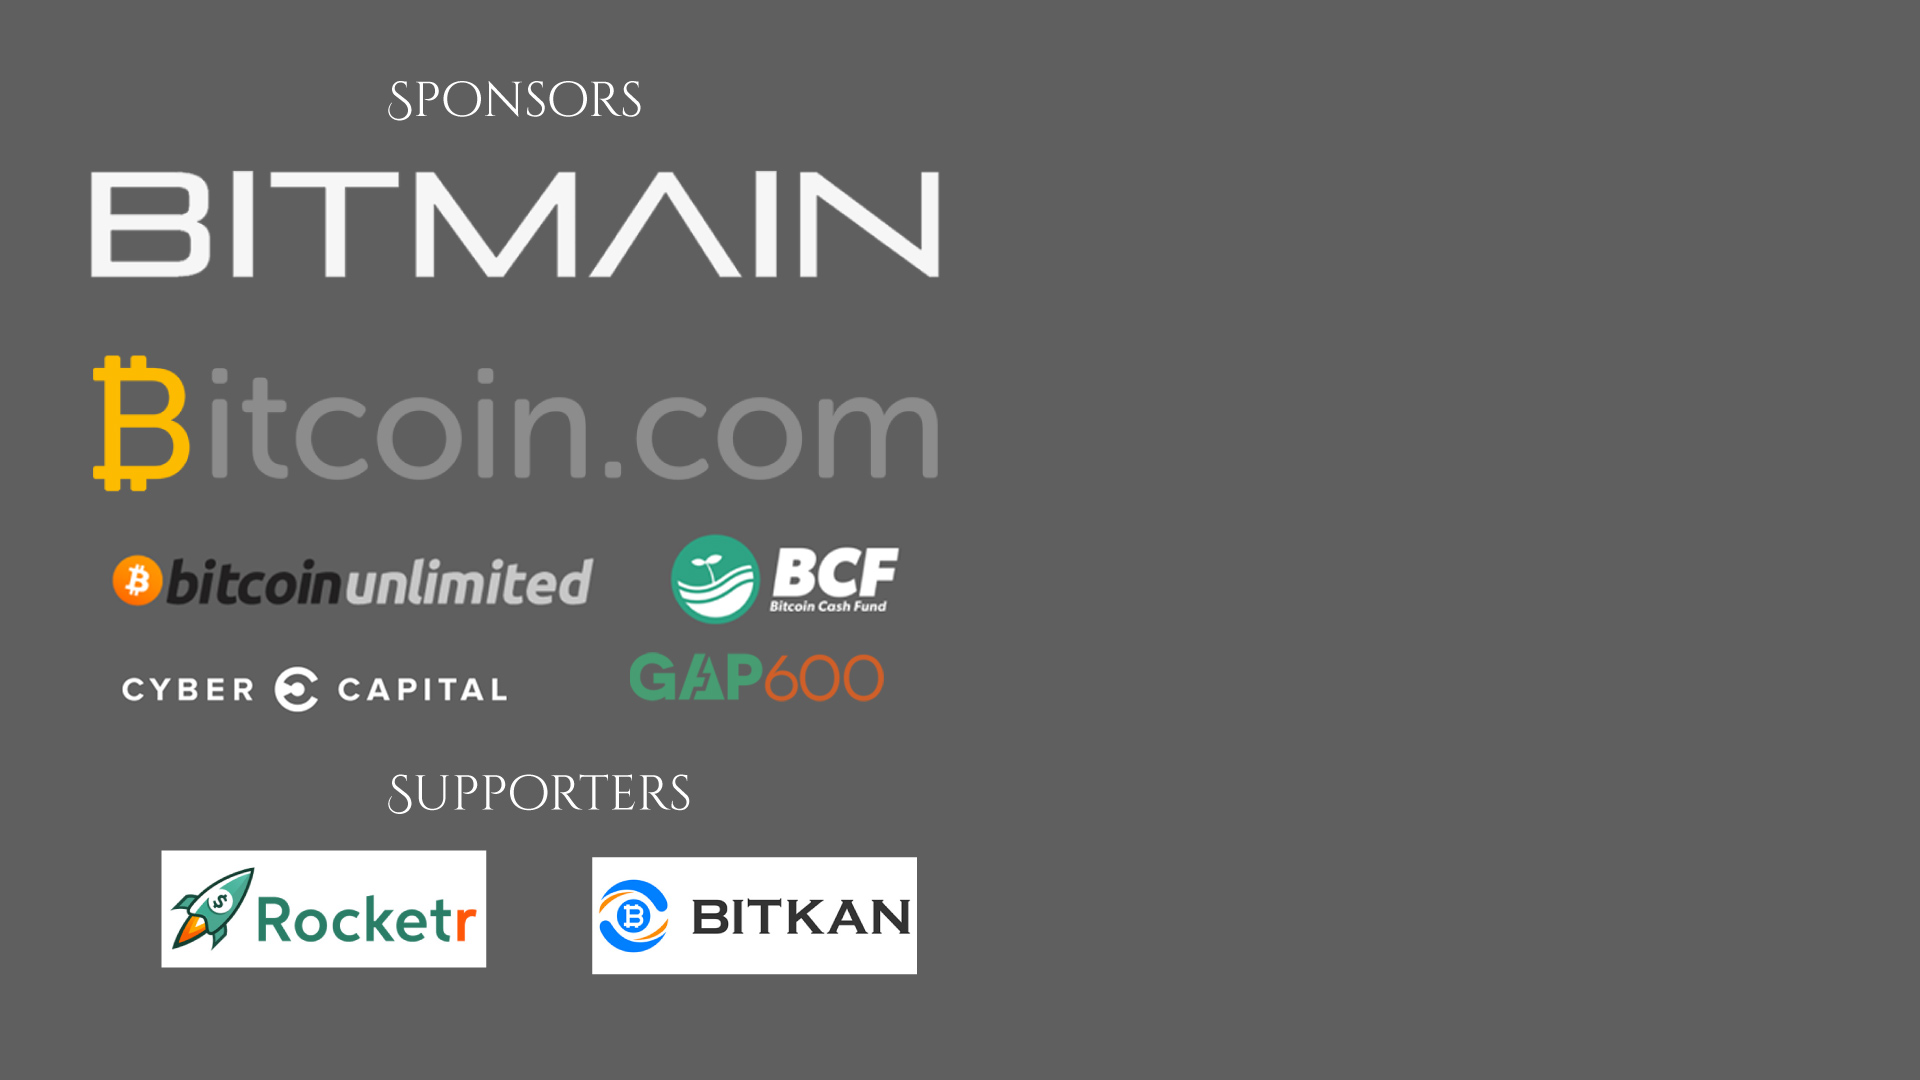 Sponsors
BITMAIN
Bitcoin.com
bitcoinunlimited
BCF
Bitcoin Cash Fund
CYBER CAPITAL
GAP600
Supporters
Rocketr
BITKAN